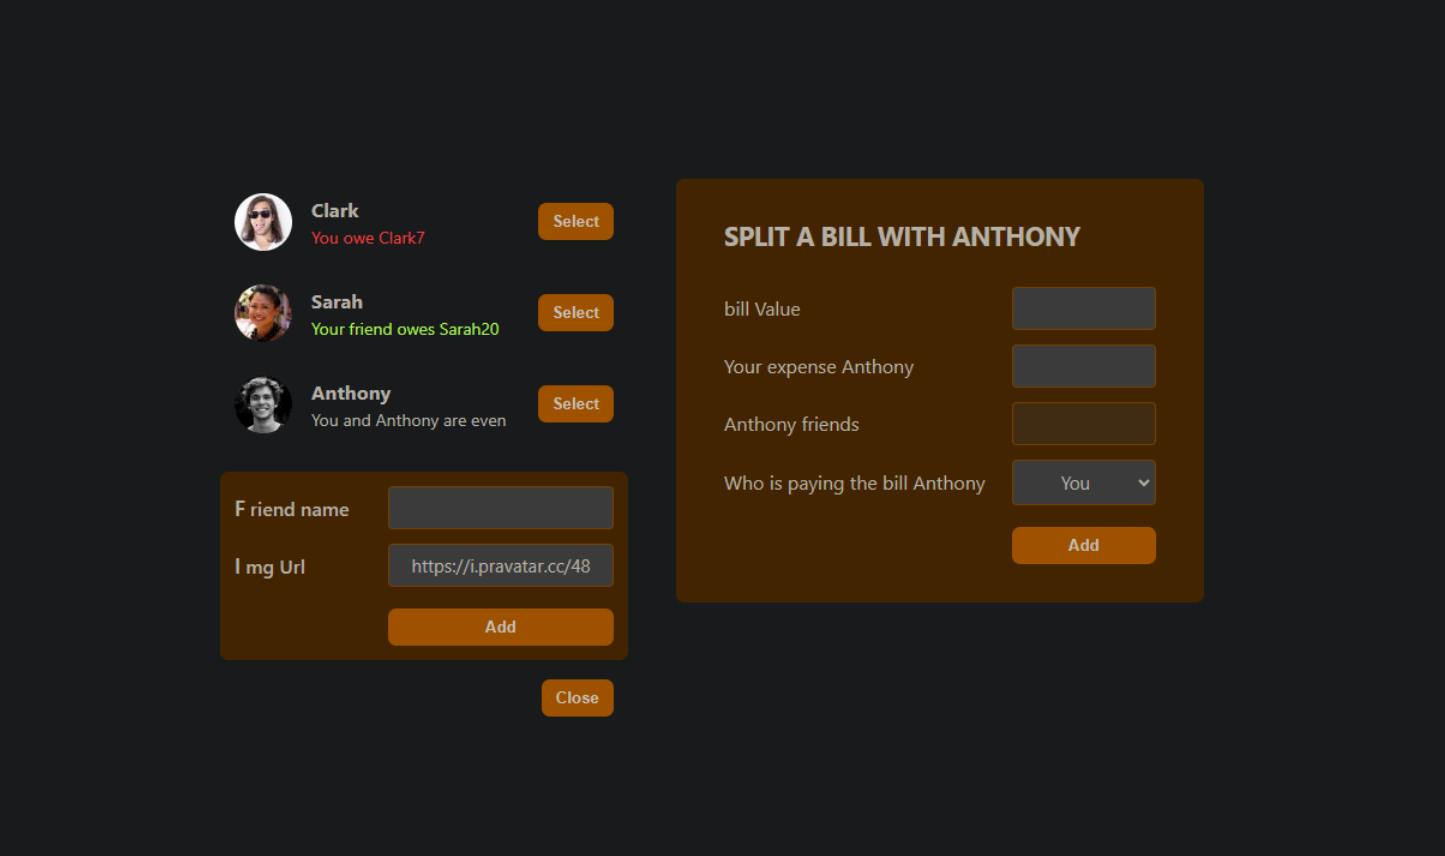 Clark
You owe Clark7
Select
Sarah
Your friend owes Sarah20
Select
Anthony
You and Anthony are even
Select
F riend name
I mg Url
https://i.pravatar.cc/48
Add
Close
SPLIT A BILL WITH ANTHONY
bill Value
Your expense Anthony
Anthony friends
Who is paying the bill Anthony
You
Add